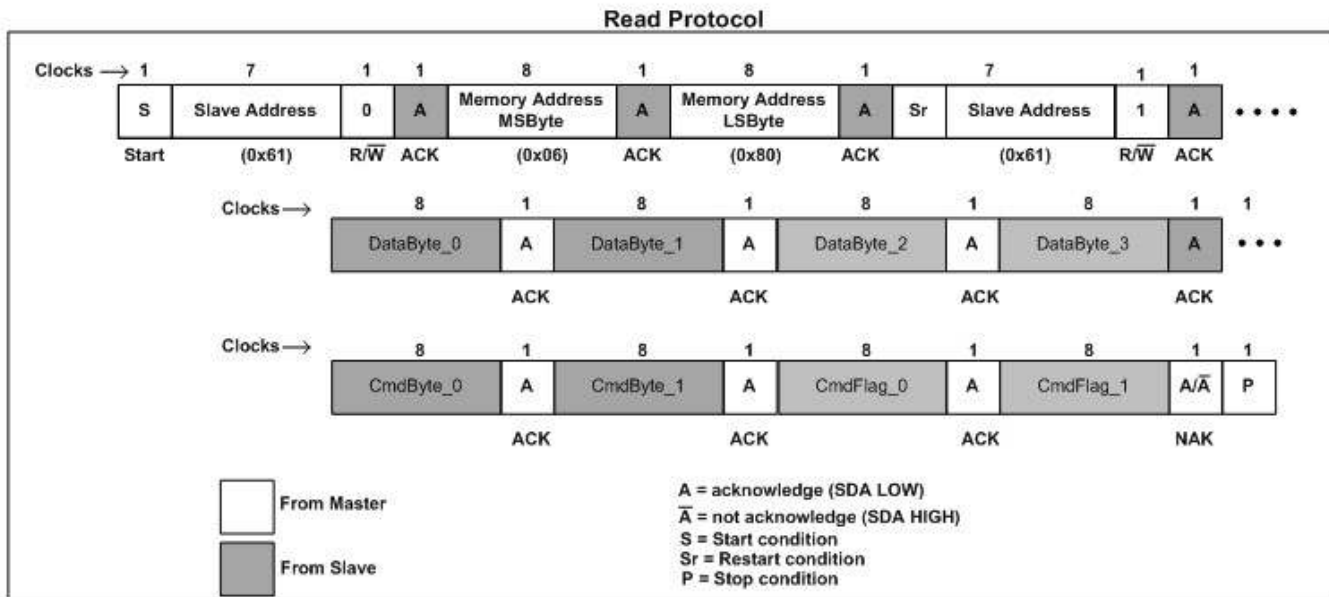 Read Protocol
Clocks → 1 7 1 1 8 1 8 1 7 1 1
S Slave Address 0 A Memory Address MSByte A Memory Address LSByte A Sr Slave Address 1 A • • • •
Start (0x61) R/W̅ ACK (0x06) ACK (0x80) ACK (0x61) R/W̅ ACK
Clocks → 8 1 8 1 8 1 8 1 1
DataByte_0 A DataByte_1 A DataByte_2 A DataByte_3 A • • •
ACK ACK ACK ACK
Clocks → 8 1 8 1 8 1 8 1 1
CmdByte_0 A CmdByte_1 A CmdFlag_0 A CmdFlag_1 A/A̅ P
ACK ACK ACK NAK
From Master
From Slave
A = acknowledge (SDA LOW)
A̅ = not acknowledge (SDA HIGH)
S = Start condition
Sr = Restart condition
P = Stop condition